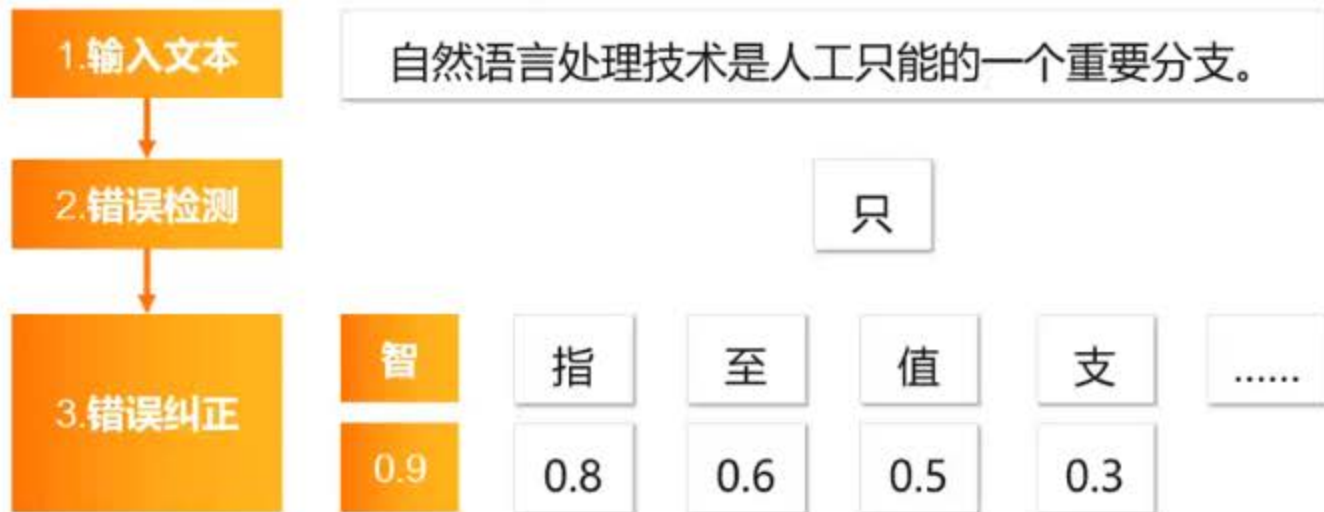 1.输入文本
自然语言处理技术是人工只能的一个重要分支。
2.错误检测
只
3.错误纠正
智 指 至 值 支 ......
0.9 0.8 0.6 0.5 0.3